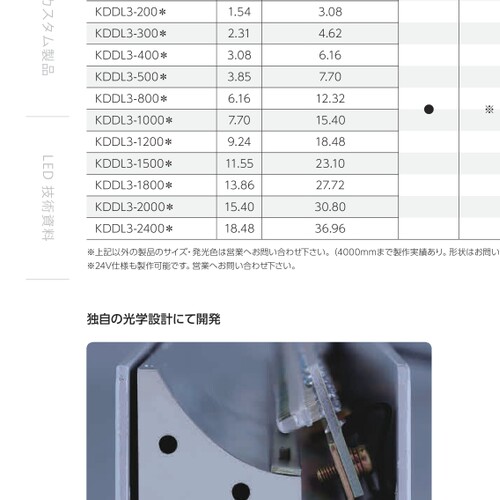 カスタム製品
LED 技術資料
KDDL3-200＊ 1.54 3.08
KDDL3-300＊ 2.31 4.62
KDDL3-400＊ 3.08 6.16
KDDL3-500＊ 3.85 7.70
KDDL3-800＊ 6.16 12.32
KDDL3-1000＊ 7.70 15.40 ● ※
KDDL3-1200＊ 9.24 18.48
KDDL3-1500＊ 11.55 23.10
KDDL3-1800＊ 13.86 27.72
KDDL3-2000＊ 15.40 30.80
KDDL3-2400＊ 18.48 36.96
※上記以外の製品のサイズ・発光色は営業へお問い合わせ下さい。（4000mmまで製作実績あり。形状はお問い
※24V仕様も製作可能です。営業へお問い合わせ下さい。
独自の光学設計にて開発